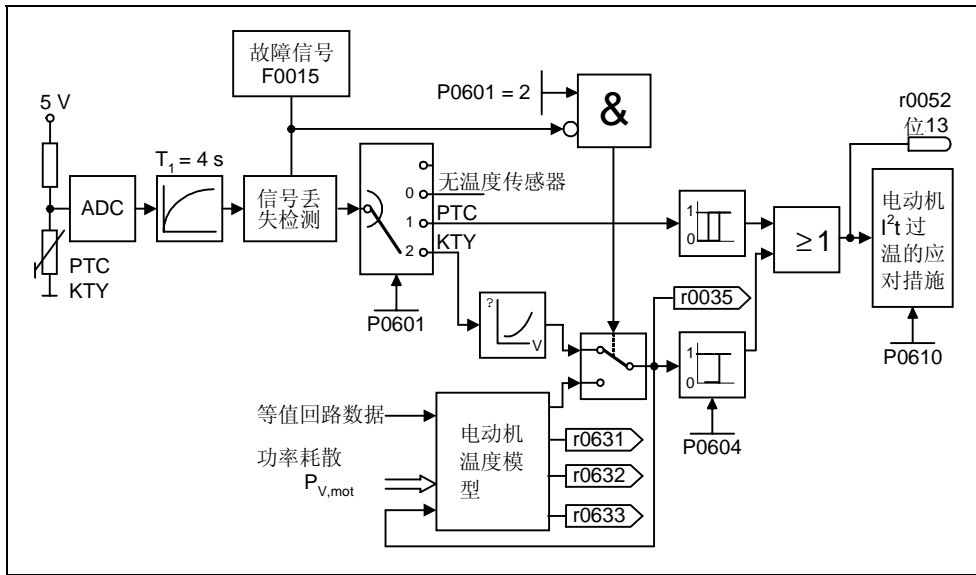 故障信号
F0015
P0601 = 2
&
r0052
位13
5 V
T1 = 4 s
ADC
信号丢
失检测
0
无温度传感器
1
PTC
2
KTY
P0601
PTC
KTY
1
0
≥1
电动机
I²t 过
温的应
对措施
P0610
r0035
?
V
1
0
P0604
等值回路数据
功率耗散
PV,mot
电动机
温度模
型
r0631
r0632
r0633